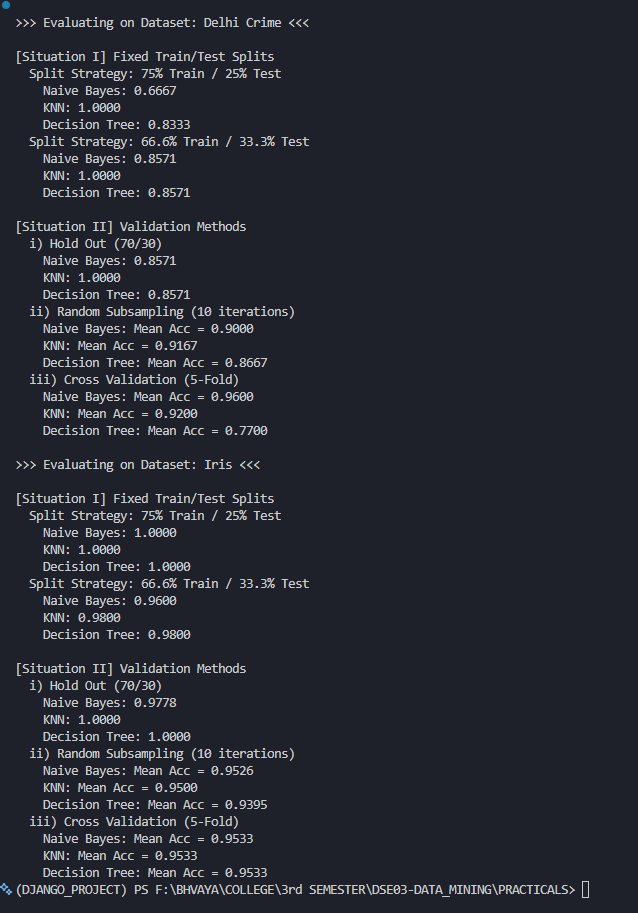 >>> Evaluating on Dataset: Delhi Crime <<<
[Situation I] Fixed Train/Test Splits
Split Strategy: 75% Train / 25% Test
Naive Bayes: 0.6667
KNN: 1.0000
Decision Tree: 0.8333
Split Strategy: 66.6% Train / 33.3% Test
Naive Bayes: 0.8571
KNN: 1.0000
Decision Tree: 0.8571
[Situation II] Validation Methods
i) Hold Out (70/30)
Naive Bayes: 0.8571
KNN: 1.0000
Decision Tree: 0.8571
ii) Random Subsampling (10 iterations)
Naive Bayes: Mean Acc = 0.9000
KNN: Mean Acc = 0.9167
Decision Tree: Mean Acc = 0.8667
iii) Cross Validation (5-Fold)
Naive Bayes: Mean Acc = 0.9600
KNN: Mean Acc = 0.9200
Decision Tree: Mean Acc = 0.7700
>>> Evaluating on Dataset: Iris <<<
[Situation I] Fixed Train/Test Splits
Split Strategy: 75% Train / 25% Test
Naive Bayes: 1.0000
KNN: 1.0000
Decision Tree: 1.0000
Split Strategy: 66.6% Train / 33.3% Test
Naive Bayes: 0.9600
KNN: 0.9800
Decision Tree: 0.9800
[Situation II] Validation Methods
i) Hold Out (70/30)
Naive Bayes: 0.9778
KNN: 1.0000
Decision Tree: 1.0000
ii) Random Subsampling (10 iterations)
Naive Bayes: Mean Acc = 0.9526
KNN: Mean Acc = 0.9500
Decision Tree: Mean Acc = 0.9395
iii) Cross Validation (5-Fold)
Naive Bayes: Mean Acc = 0.9533
KNN: Mean Acc = 0.9533
Decision Tree: Mean Acc = 0.9533
(DJANGO_PROJECT) PS F:\BHVAYA\COLLEGE\3rd SEMESTER\DSE03-DATA_MINING\PRACTICALS>